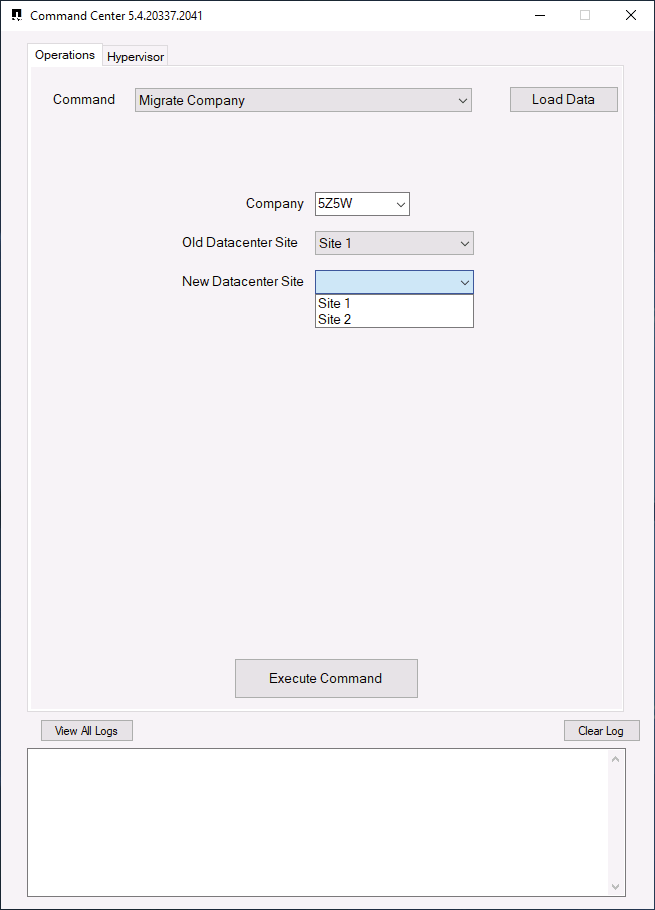 Command Center 5.4.20337.2041
Operations Hypervisor
Command Migrate Company Load Data
Company 5Z5W
Old Datacenter Site Site 1
New Datacenter Site
Site 1
Site 2
Execute Command
View All Logs Clear Log